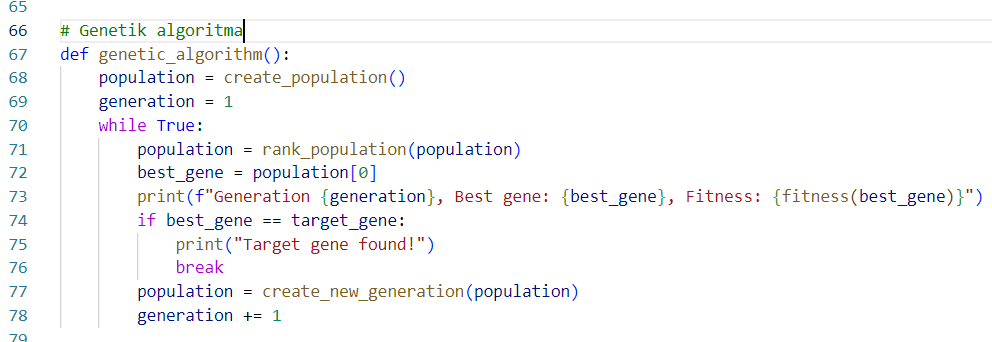 65
66 # Genetik algoritma
67 def genetic_algorithm():
68     population = create_population()
69     generation = 1
70     while True:
71         population = rank_population(population)
72         best_gene = population[0]
73         print(f"Generation {generation}, Best gene: {best_gene}, Fitness: {fitness(best_gene)}")
74         if best_gene == target_gene:
75             print("Target gene found!")
76             break
77         population = create_new_generation(population)
78         generation += 1
79